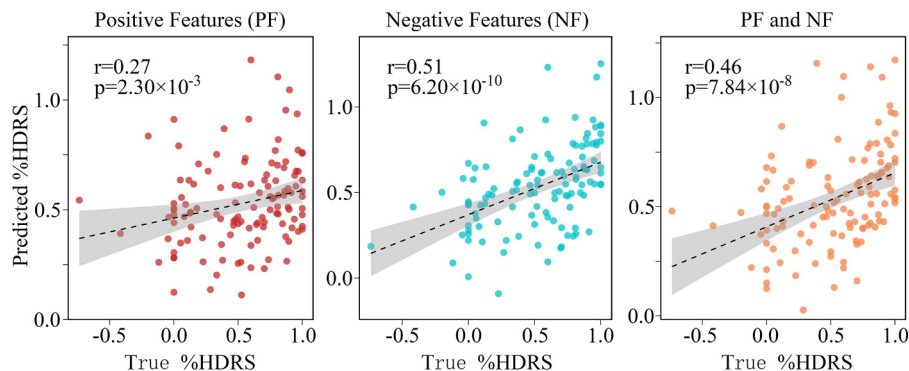 Positive Features (PF)
Negative Features (NF)
PF and NF
Predicted %HDRS
r=0.27
p=2.30×10-3
1.0
0.5
0.0
-0.5 0.0 0.5 1.0
True %HDRS
r=0.51
p=6.20×10-10
1.0
0.5
0.0
-0.5 0.0 0.5 1.0
True %HDRS
r=0.46
p=7.84×10-8
1.0
0.5
0.0
-0.5 0.0 0.5 1.0
True %HDRS